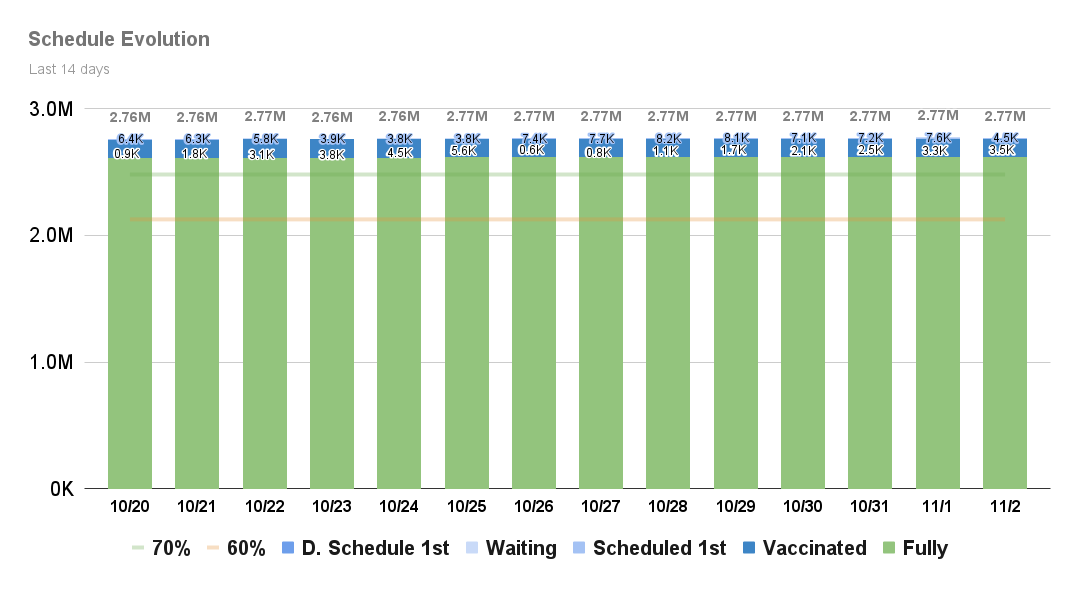 Schedule Evolution
Last 14 days
3.0M
2.76M 2.76M 2.77M 2.76M 2.76M 2.77M 2.77M 2.77M 2.77M 2.77M 2.77M 2.77M 2.77M 2.77M
6.4K 6.3K 5.8K 3.9K 3.8K 3.8K 7.4K 7.7K 8.2K 8.1K 7.1K 7.2K 7.6K 4.5K
0.9K 1.8K 3.1K 3.8K 4.5K 5.6K 0.6K 0.8K 1.1K 1.7K 2.1K 2.5K 3.3K 3.5K
2.0M
1.0M
0K
10/20 10/21 10/22 10/23 10/24 10/25 10/26 10/27 10/28 10/29 10/30 10/31 11/1 11/2
70% 60% D. Schedule 1st Waiting Scheduled 1st Vaccinated Fully